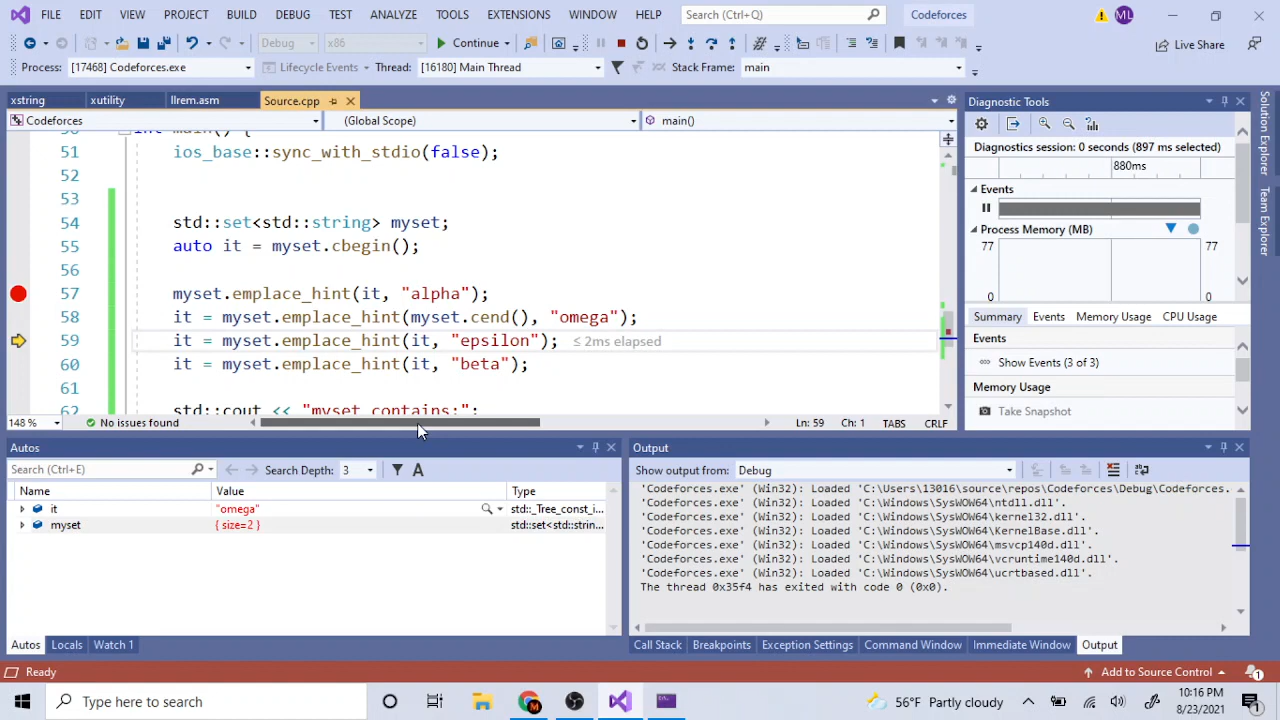 FILE EDIT VIEW GIT PROJECT BUILD DEBUG TEST ANALYZE TOOLS EXTENSIONS WINDOW HELP Search (Ctrl+Q) Codeforces ML
Debug x86 Continue Live Share
Process: [17468] Codeforces.exe Lifecycle Events Thread: [16180] Main Thread Stack Frame: main
xstring xutility llrem.asm Source.cpp
Codeforces (Global Scope) main()
50 int main() {
51 ios_base::sync_with_stdio(false);
52
53
54 std::set<std::string> myset;
55 auto it = myset.cbegin();
56
57 myset.emplace_hint(it, "alpha");
58 it = myset.emplace_hint(myset.cend(), "omega");
59 it = myset.emplace_hint(it, "epsilon"); ≤ 2ms elapsed
60 it = myset.emplace_hint(it, "beta");
61
62 std::cout << "myset contains:";
148 % No issues found Ln: 59 Ch: 1 TABS CRLF
Diagnostic Tools
Diagnostics session: 0 seconds (897 ms selected)
880ms
Events
Process Memory (MB)
77 77
0 0
Summary Events Memory Usage CPU Usage
Events
Show Events (3 of 3)
Memory Usage
Take Snapshot
Solution Explorer
Team Explorer
Autos
Search (Ctrl+E) Search Depth: 3 A
Name Value Type
it "omega" std::_Tree_const_i...
myset { size=2 } std::set<std::strin...
Autos Locals Watch 1
Output
Show output from: Debug
'Codeforces.exe' (Win32): Loaded 'C:\Users\13016\source\repos\Codeforces\Debug\Codeforces.
'Codeforces.exe' (Win32): Loaded 'C:\Windows\SysWOW64\ntdll.dll'.
'Codeforces.exe' (Win32): Loaded 'C:\Windows\SysWOW64\kernel32.dll'.
'Codeforces.exe' (Win32): Loaded 'C:\Windows\SysWOW64\KernelBase.dll'.
'Codeforces.exe' (Win32): Loaded 'C:\Windows\SysWOW64\msvcp140d.dll'.
'Codeforces.exe' (Win32): Loaded 'C:\Windows\SysWOW64\vcruntime140d.dll'.
'Codeforces.exe' (Win32): Loaded 'C:\Windows\SysWOW64\ucrtbased.dll'.
The thread 0x35f4 has exited with code 0 (0x0).
Call Stack Breakpoints Exception Settings Command Window Immediate Window Output
Ready Add to Source Control 1
Type here to search 56°F Partly cloudy 10:16 PM
8/23/2021 1